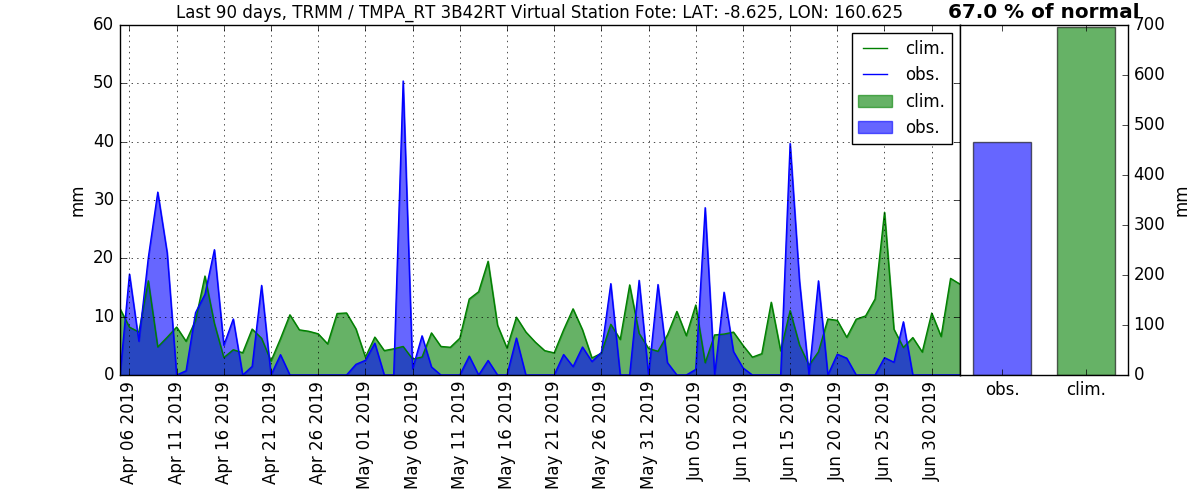 Last 90 days, TRMM / TMPA_RT 3B42RT Virtual Station Fote: LAT: -8.625, LON: 160.625
67.0 % of normal
60
50
40
30
20
10
0
mm
clim.
obs.
clim.
obs.
700
600
500
400
300
200
100
0
mm
obs.
clim.
Apr 06 2019
Apr 11 2019
Apr 16 2019
Apr 21 2019
Apr 26 2019
May 01 2019
May 06 2019
May 11 2019
May 16 2019
May 21 2019
May 26 2019
May 31 2019
Jun 05 2019
Jun 10 2019
Jun 15 2019
Jun 20 2019
Jun 25 2019
Jun 30 2019